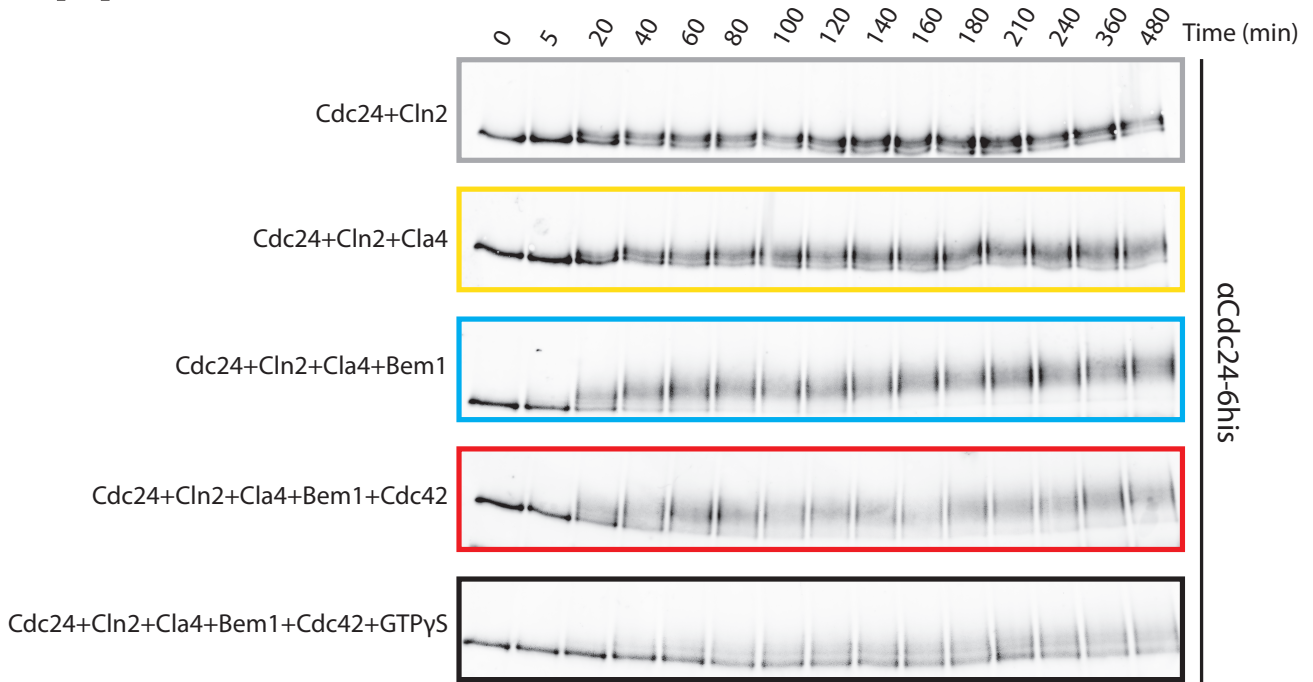 0 5 20 40 60 80 100 120 140 160 180 210 240 360 480 Time (min)
Cdc24+Cln2
Cdc24+Cln2+Cla4
Cdc24+Cln2+Cla4+Bem1
Cdc24+Cln2+Cla4+Bem1+Cdc42
Cdc24+Cln2+Cla4+Bem1+Cdc42+GTPγS
αCdc24-6his